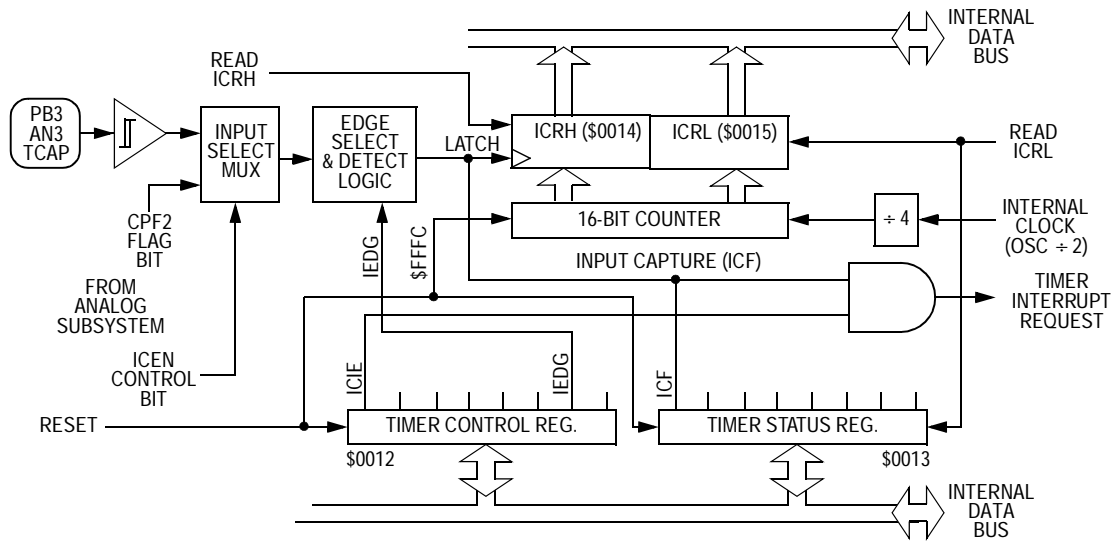 INTERNAL
DATA
BUS
READ
ICRH
PB3
AN3
TCAP
INPUT
SELECT
MUX
EDGE
SELECT
& DETECT
LOGIC
LATCH
ICRH ($0014)
ICRL ($0015)
READ
ICRL
16-BIT COUNTER
÷ 4
INTERNAL
CLOCK
(OSC ÷ 2)
CPF2
FLAG
BIT
IEDG
$FFFC
INPUT CAPTURE (ICF)
FROM
ANALOG
SUBSYSTEM
TIMER
INTERRUPT
REQUEST
ICEN
CONTROL
BIT
ICIE
IEDG
ICF
RESET
TIMER CONTROL REG.
TIMER STATUS REG.
$0012
$0013
INTERNAL
DATA
BUS